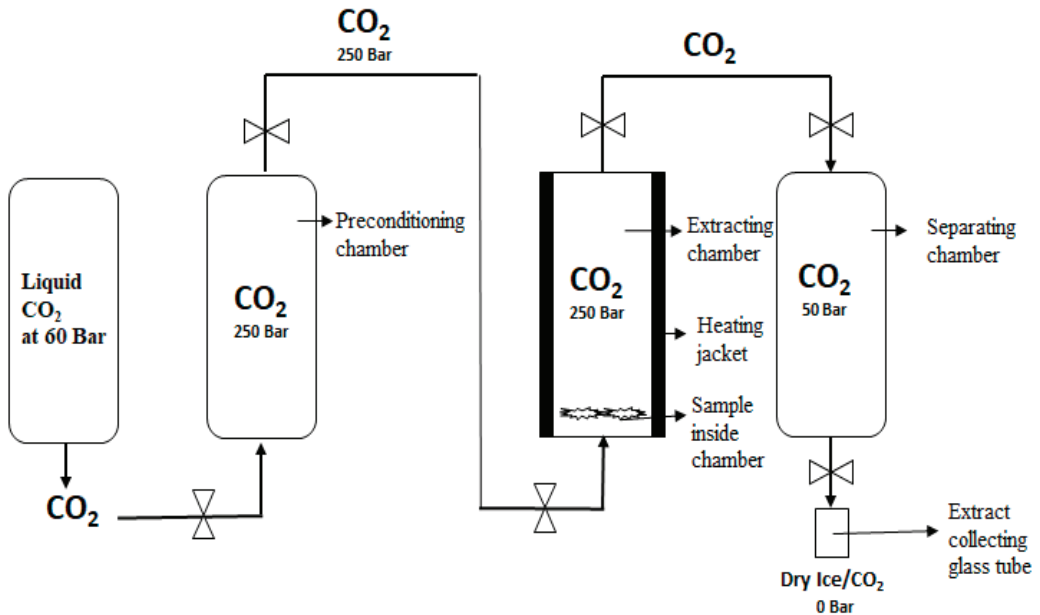 CO₂
250 Bar
CO₂
Liquid
CO₂
at 60 Bar
CO₂
Preconditioning
chamber
CO₂
250 Bar
CO₂
250 Bar
Extracting
chamber
Heating
jacket
Sample
inside
chamber
CO₂
50 Bar
Separating
chamber
Extract
collecting
glass tube
Dry Ice/CO₂
0 Bar